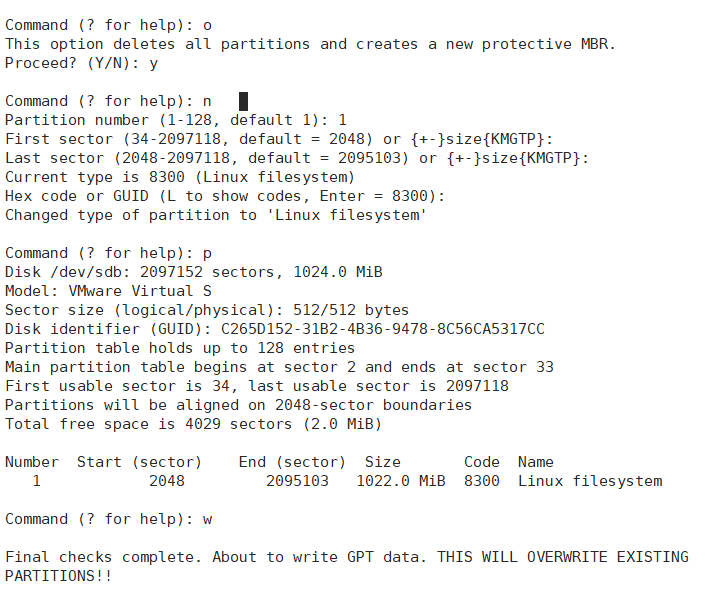 Command (? for help): o
This option deletes all partitions and creates a new protective MBR.
Proceed? (Y/N): y
Command (? for help): n
Partition number (1-128, default 1): 1
First sector (34-2097118, default = 2048) or {+-}size{KMGTP}:
Last sector (2048-2097118, default = 2095103) or {+-}size{KMGTP}:
Current type is 8300 (Linux filesystem)
Hex code or GUID (L to show codes, Enter = 8300):
Changed type of partition to 'Linux filesystem'
Command (? for help): p
Disk /dev/sdb: 2097152 sectors, 1024.0 MiB
Model: VMware Virtual S
Sector size (logical/physical): 512/512 bytes
Disk identifier (GUID): C265D152-31B2-4B36-9478-8C56CA5317CC
Partition table holds up to 128 entries
Main partition table begins at sector 2 and ends at sector 33
First usable sector is 34, last usable sector is 2097118
Partitions will be aligned on 2048-sector boundaries
Total free space is 4029 sectors (2.0 MiB)
Number  Start (sector)    End (sector)  Size       Code  Name
   1            2048         2095103   1022.0 MiB  8300  Linux filesystem
Command (? for help): w
Final checks complete. About to write GPT data. THIS WILL OVERWRITE EXISTING
PARTITIONS!!